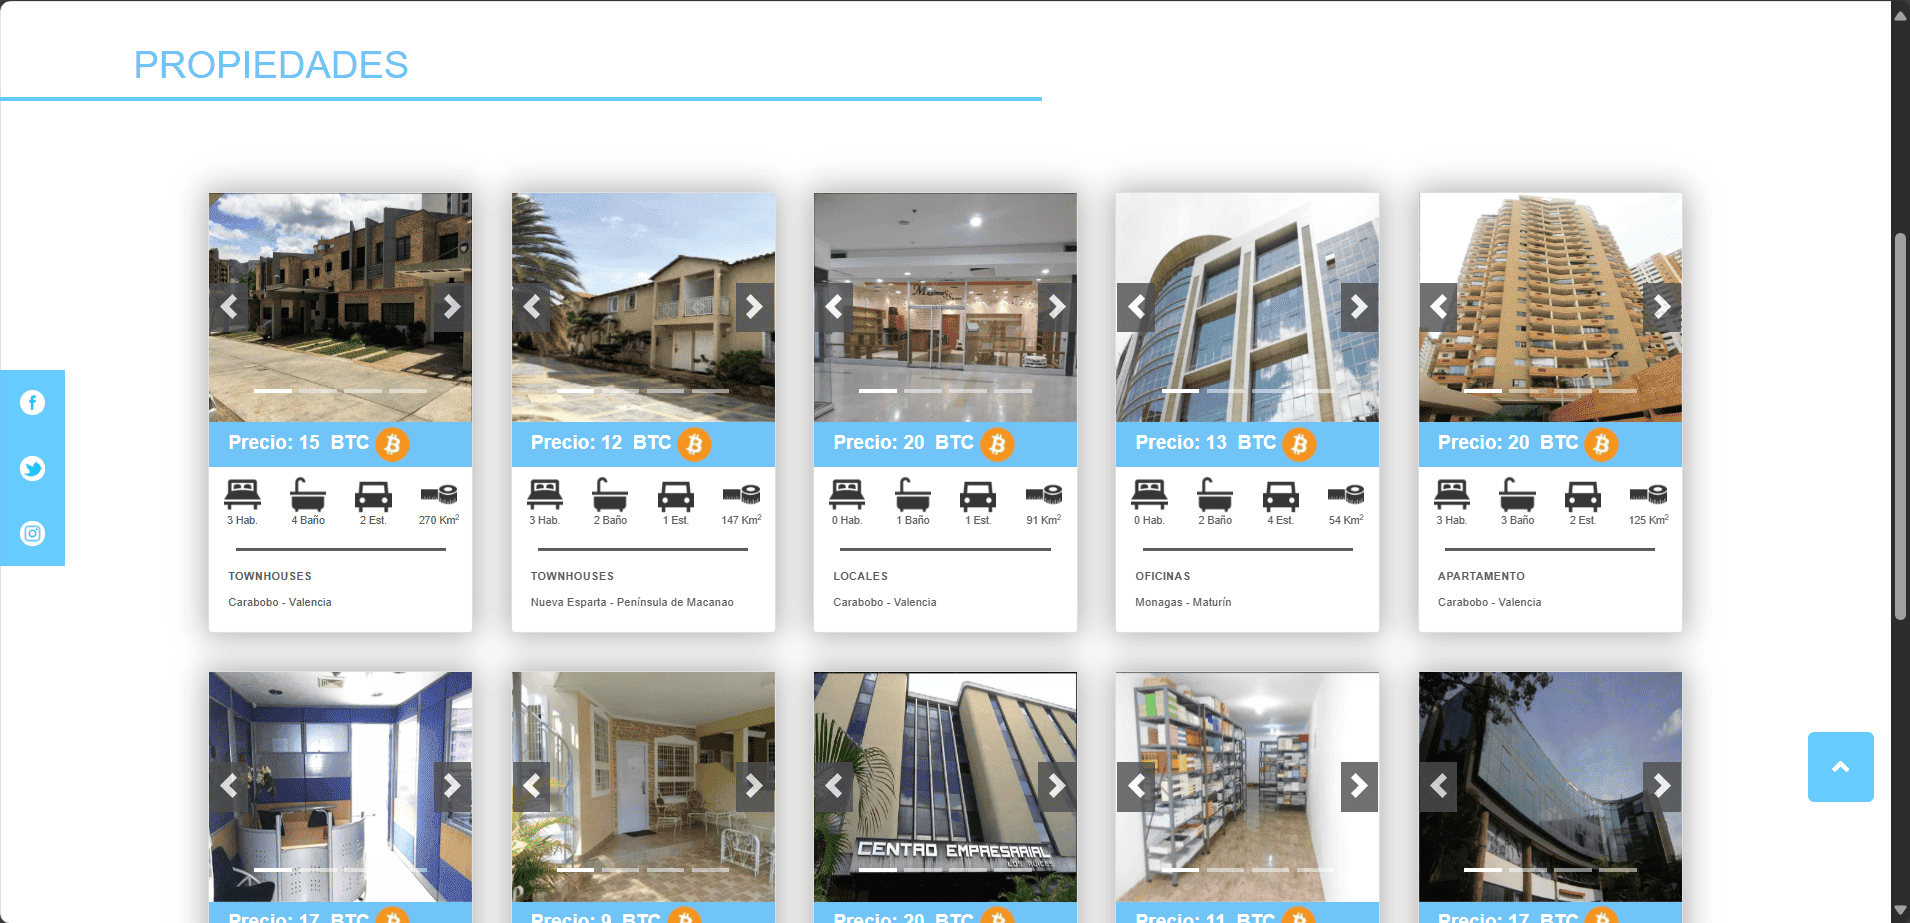 PROPIEDADES
Precio: 15 BTC
3 Hab. 4 Baño 2 Est. 270 Km²
TOWNHOUSES
Carabobo - Valencia
Precio: 12 BTC
3 Hab. 2 Baño 1 Est. 147 Km²
TOWNHOUSES
Nueva Esparta - Península de Macanao
Precio: 20 BTC
0 Hab. 1 Baño 1 Est. 91 Km²
LOCALES
Carabobo - Valencia
Precio: 13 BTC
0 Hab. 2 Baño 4 Est. 54 Km²
OFICINAS
Monagas - Maturín
Precio: 20 BTC
3 Hab. 3 Baño 2 Est. 125 Km²
APARTAMENTO
Carabobo - Valencia
Precio: 17 BTC
Precio: 9 BTC
CENTRO EMPRESARIAL
LOS RUICES
Precio: 20 BTC
Precio: 11 BTC
Precio: 17 BTC